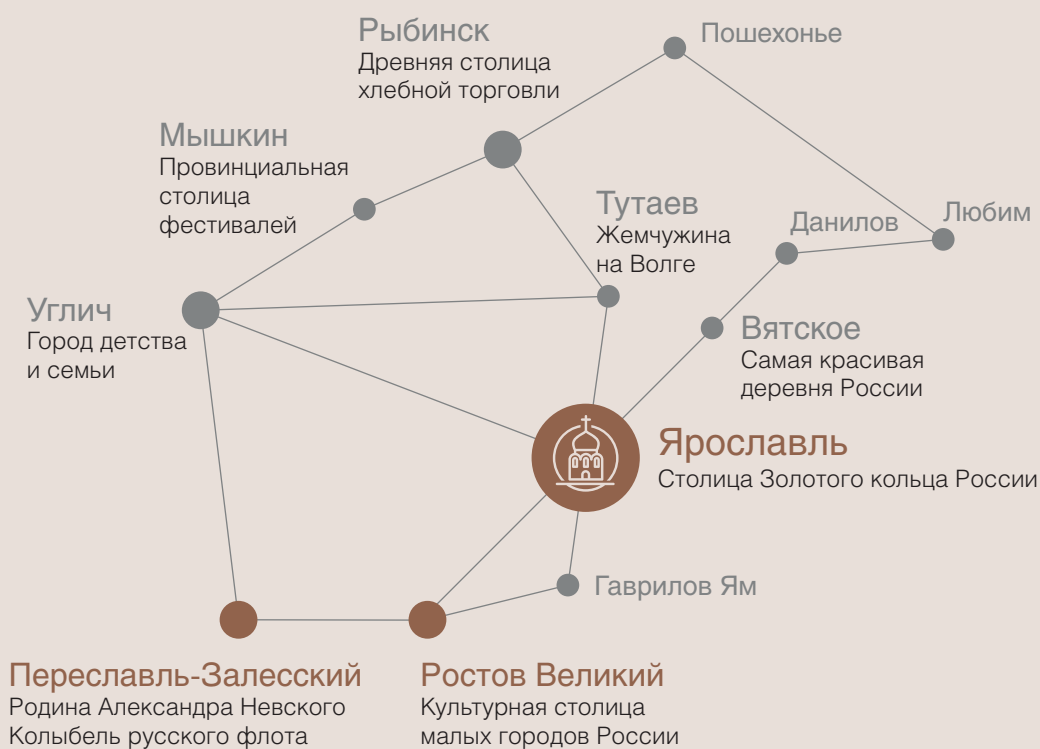 Рыбинск
Древняя столица
хлебной торговли
Пошехонье
Мышкин
Провинциальная
столица
фестивалей
Тутаев
Жемчужина
на Волге
Данилов
Любим
Углич
Город детства
и семьи
Вятское
Самая красивая
деревня России
Ярославль
Столица Золотого кольца России
Гаврилов Ям
Переславль-Залесский
Родина Александра Невского
Колыбель русского флота
Ростов Великий
Культурная столица
малых городов России